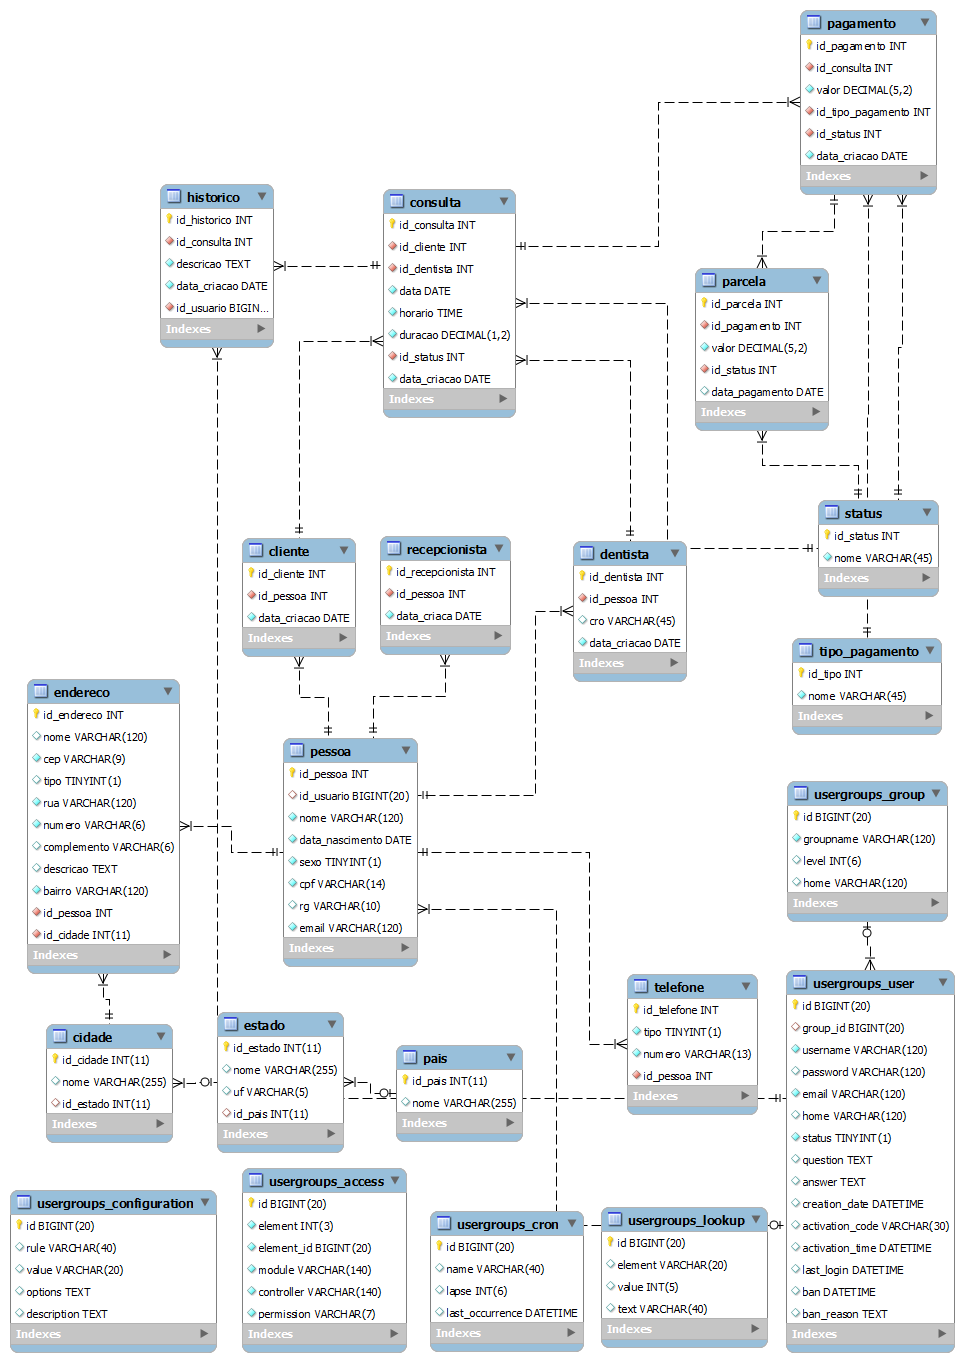 pagamento
id_pagamento INT
id_consulta INT
valor DECIMAL(5,2)
id_tipo_pagamento INT
id_status INT
data_criacao DATE
Indexes
historico
id_historico INT
id_consulta INT
descricao TEXT
data_criacao DATE
id_usuario BIGIN...
Indexes
consulta
id_consulta INT
id_cliente INT
id_dentista INT
data DATE
horario TIME
duracao DECIMAL(1,2)
id_status INT
data_criacao DATE
Indexes
parcela
id_parcela INT
id_pagamento INT
valor DECIMAL(5,2)
id_status INT
data_pagamento DATE
Indexes
status
id_status INT
nome VARCHAR(45)
Indexes
cliente
id_cliente INT
id_pessoa INT
data_criacao DATE
Indexes
recepcionista
id_recepcionista INT
id_pessoa INT
data_criaca DATE
Indexes
dentista
id_dentista INT
id_pessoa INT
cro VARCHAR(45)
data_criacao DATE
Indexes
tipo_pagamento
id_tipo INT
nome VARCHAR(45)
Indexes
endereco
id_endereco INT
nome VARCHAR(120)
cep VARCHAR(9)
tipo TINYINT(1)
rua VARCHAR(120)
numero VARCHAR(6)
complemento VARCHAR(6)
descricao TEXT
bairro VARCHAR(120)
id_pessoa INT
id_cidade INT(11)
Indexes
pessoa
id_pessoa INT
id_usuario BIGINT(20)
nome VARCHAR(120)
data_nascimento DATE
sexo TINYINT(1)
cpf VARCHAR(14)
rg VARCHAR(10)
email VARCHAR(120)
Indexes
usergroups_group
id BIGINT(20)
groupname VARCHAR(120)
level INT(6)
home VARCHAR(120)
Indexes
telefone
id_telefone INT
tipo TINYINT(1)
numero VARCHAR(13)
id_pessoa INT
Indexes
usergroups_user
id BIGINT(20)
group_id BIGINT(20)
username VARCHAR(120)
password VARCHAR(120)
email VARCHAR(120)
home VARCHAR(120)
status TINYINT(1)
question TEXT
answer TEXT
creation_date DATETIME
activation_code VARCHAR(30)
activation_time DATETIME
last_login DATETIME
ban DATETIME
ban_reason TEXT
Indexes
cidade
id_cidade INT(11)
nome VARCHAR(255)
id_estado INT(11)
Indexes
estado
id_estado INT(11)
nome VARCHAR(255)
uf VARCHAR(5)
id_pais INT(11)
Indexes
pais
id_pais INT(11)
nome VARCHAR(255)
Indexes
usergroups_configuration
id BIGINT(20)
rule VARCHAR(40)
value VARCHAR(20)
options TEXT
description TEXT
Indexes
usergroups_access
id BIGINT(20)
element INT(3)
element_id BIGINT(20)
module VARCHAR(140)
controller VARCHAR(140)
permission VARCHAR(7)
Indexes
usergroups_cron
id BIGINT(20)
name VARCHAR(40)
lapse INT(6)
last_occurrence DATETIME
Indexes
usergroups_lookup
id BIGINT(20)
element VARCHAR(20)
value INT(5)
text VARCHAR(40)
Indexes